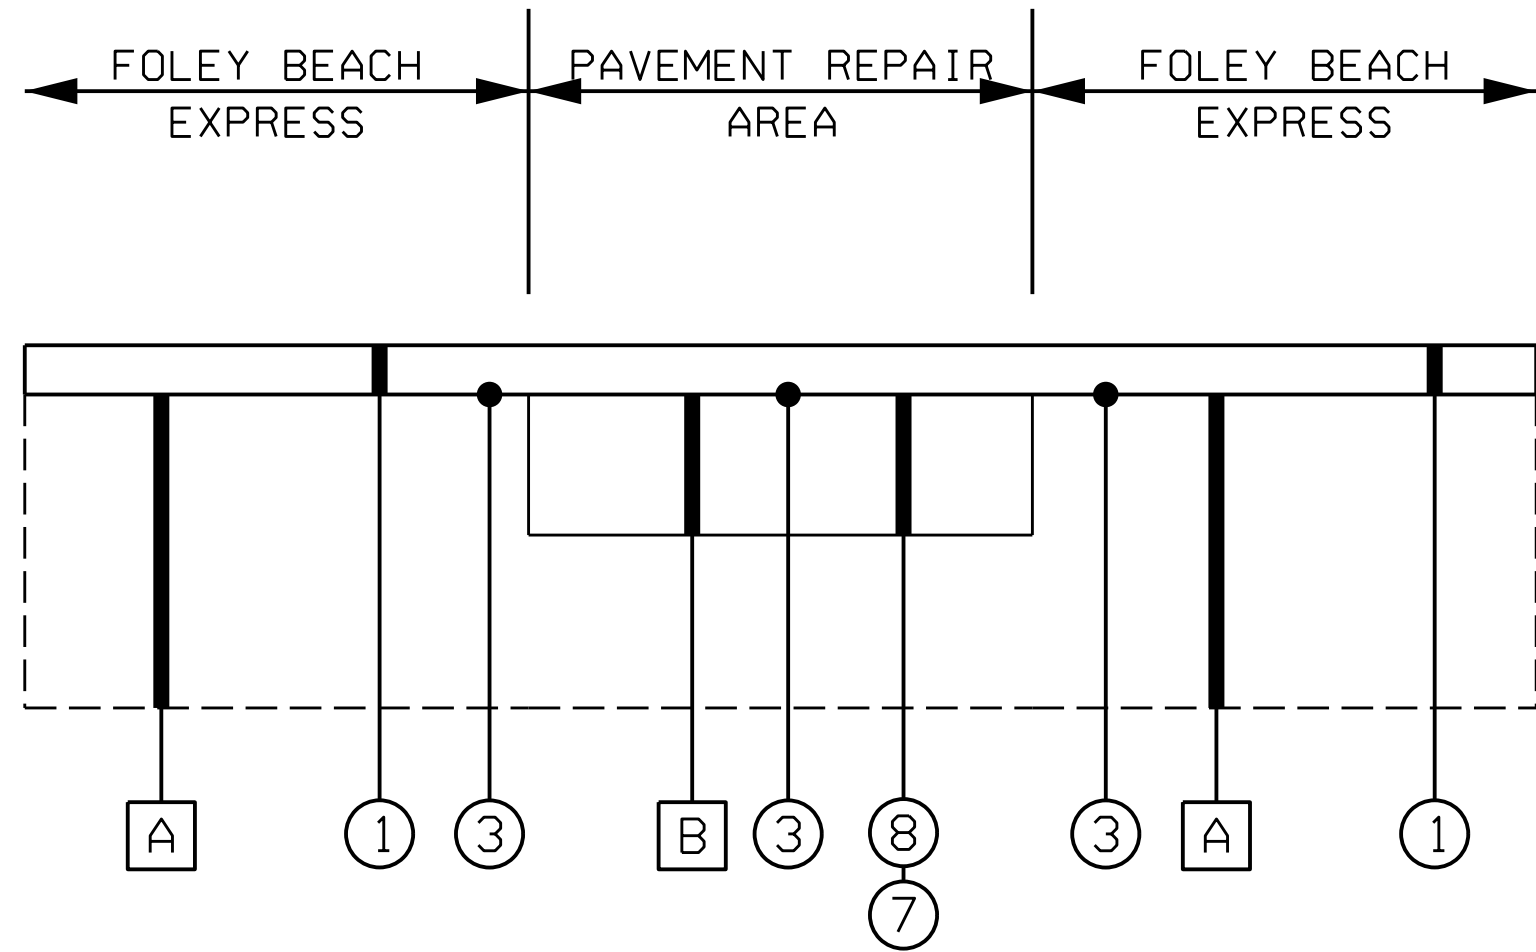 FOLEY BEACH
EXPRESS
PAVEMENT REPAIR
AREA
FOLEY BEACH
EXPRESS
A
1
3
B
3
8
7
3
A
1